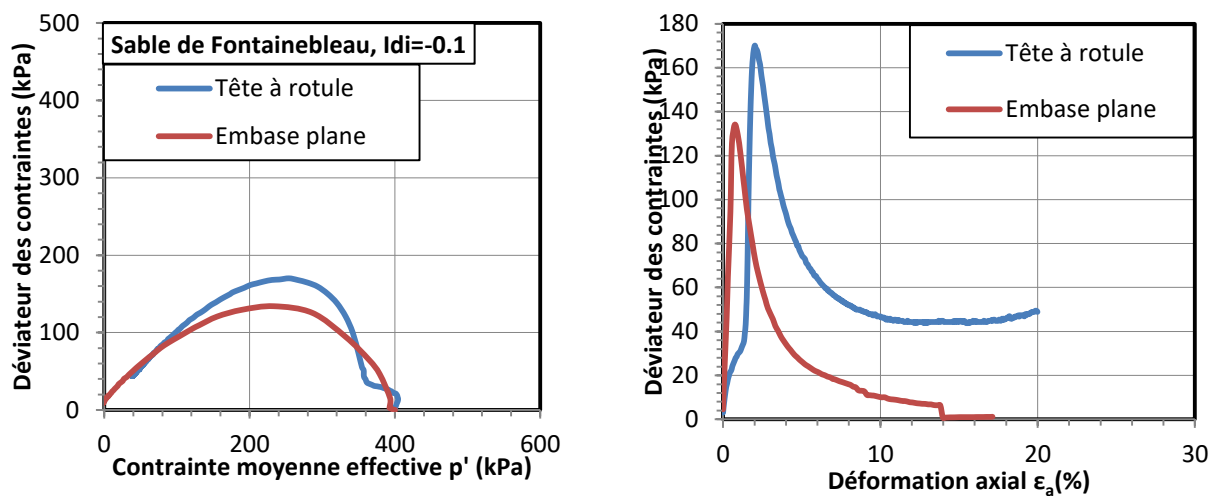 Sable de Fontainebleau, Idi=-0.1
Tête à rotule
Embase plane
Déviateur des contraintes (kPa)
500
400
300
200
100
0
0 200 400 600
Contrainte moyenne effective p' (kPa)
Tête à rotule
Embase plane
Déviateur des contraintes (kPa)
180
160
140
120
100
80
60
40
20
0
0 10 20 30
Déformation axial εa(%)